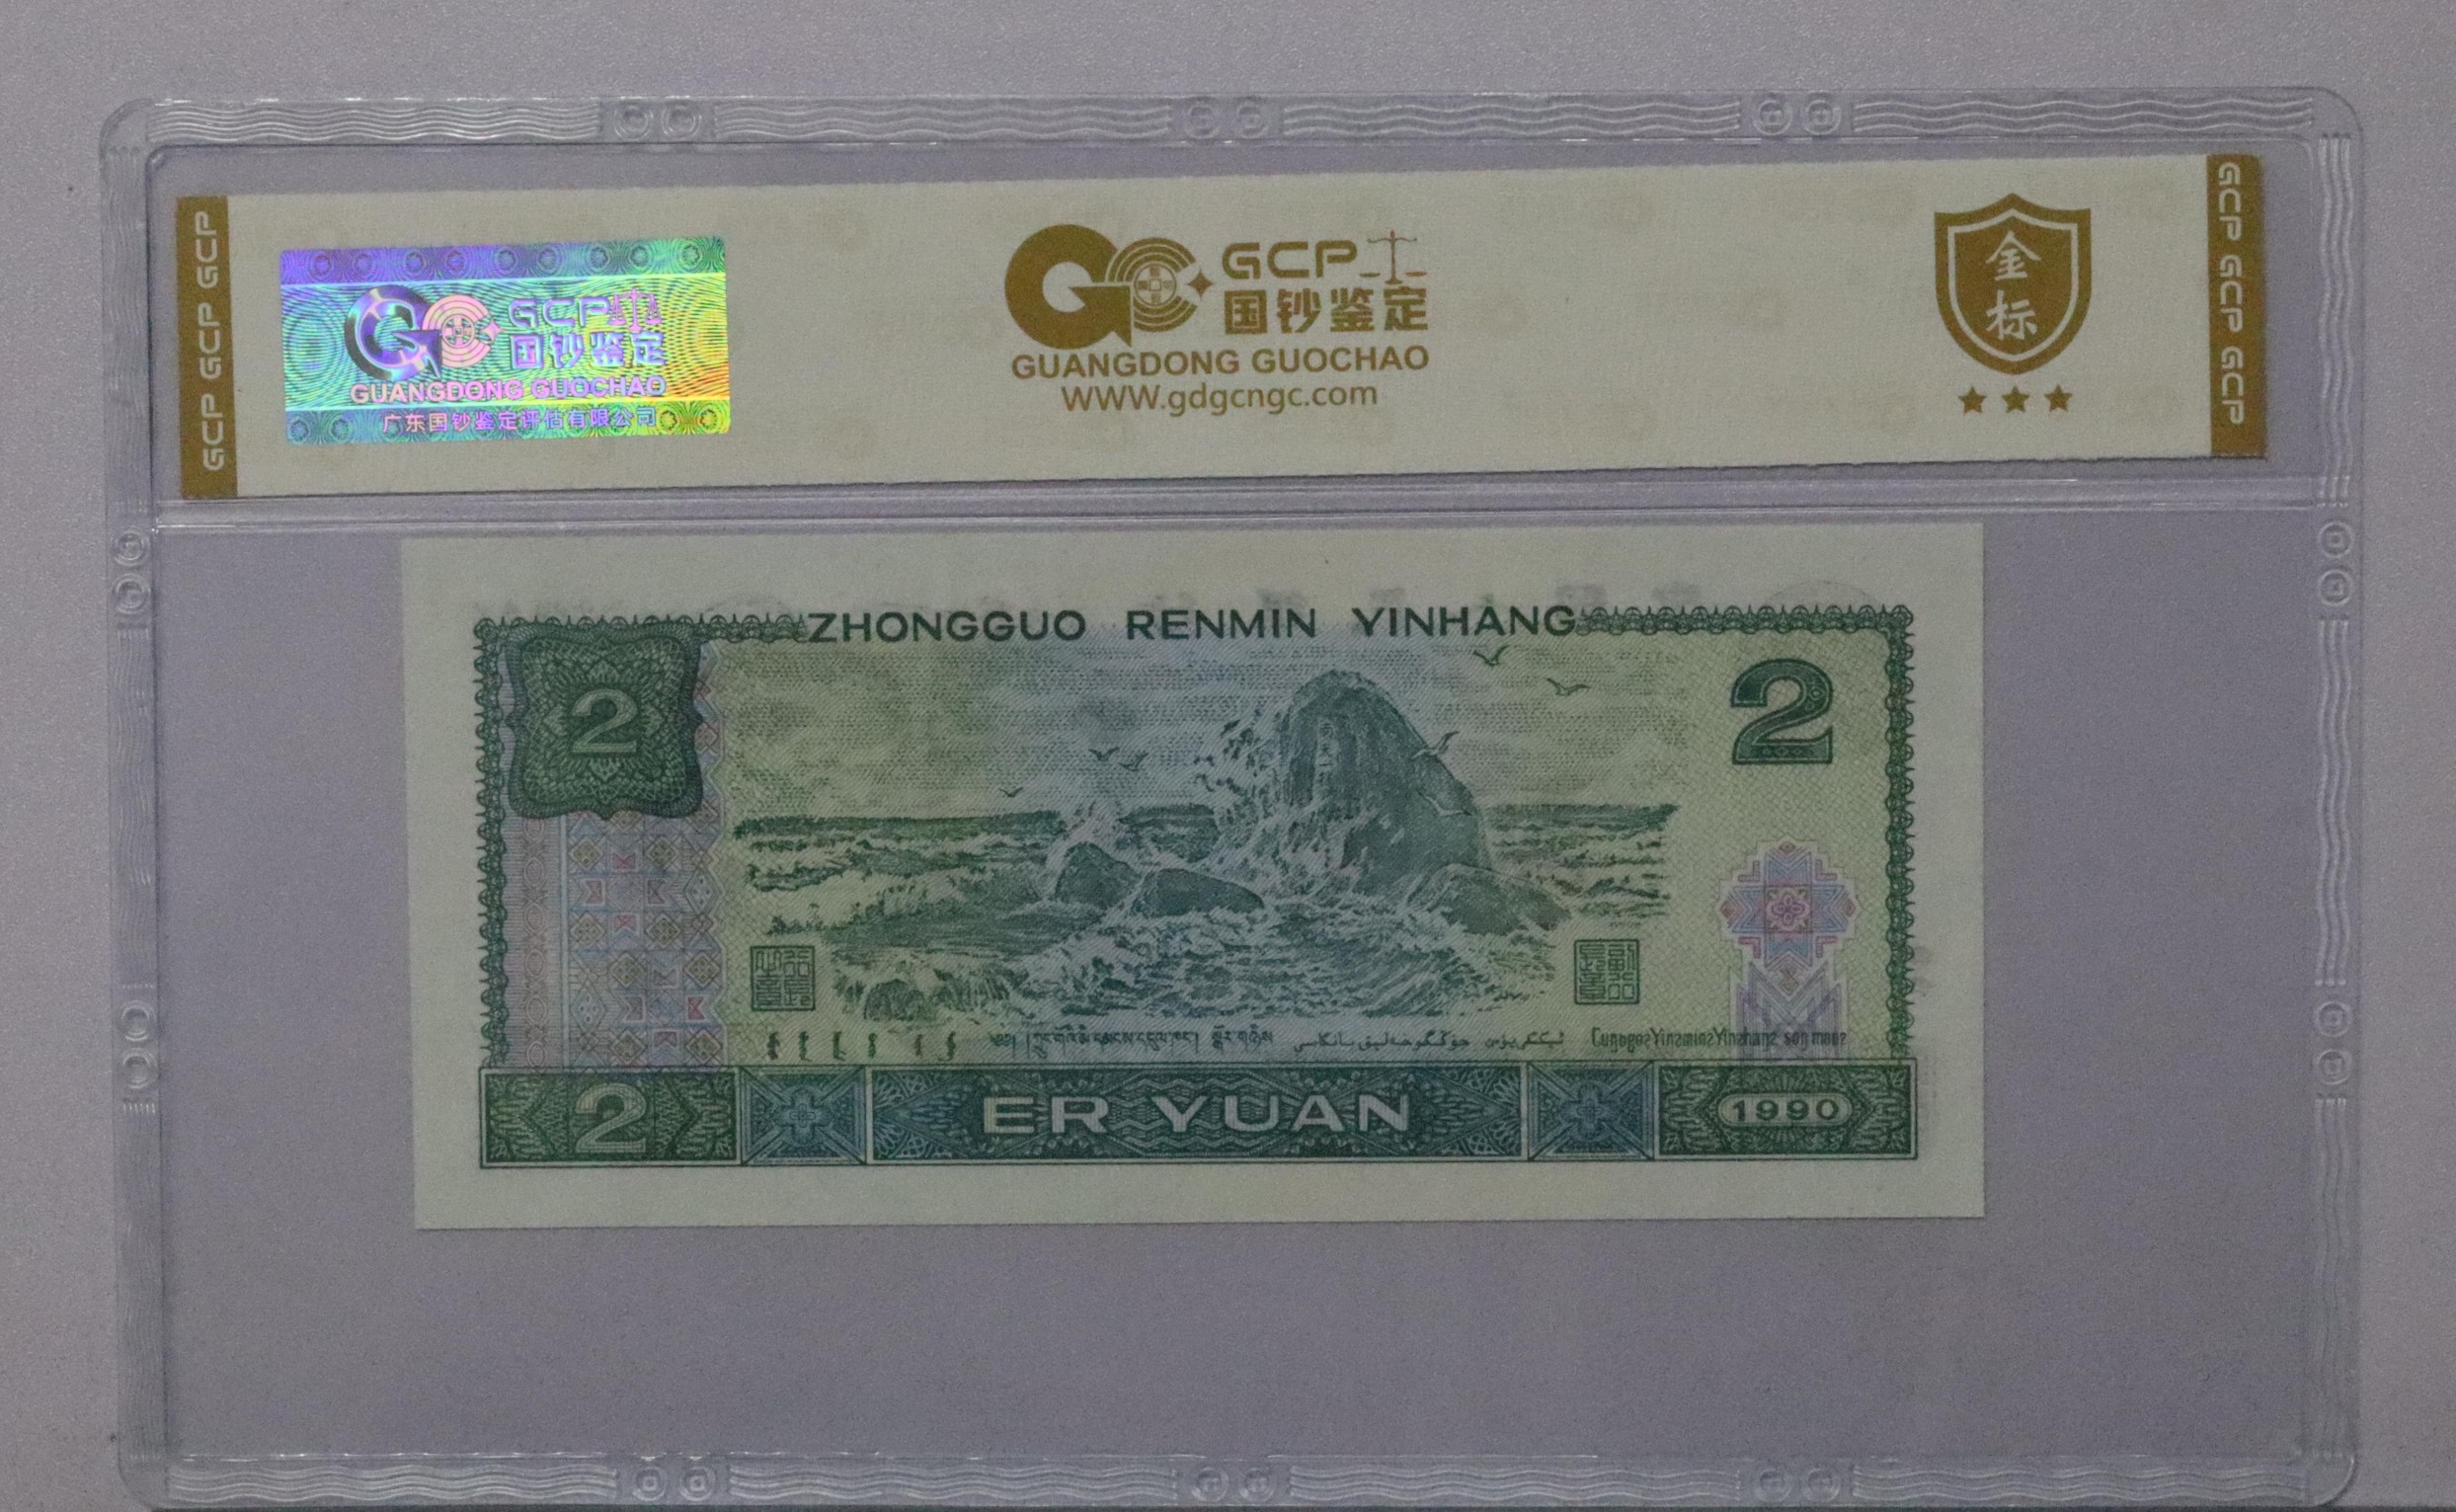 GCP GCP GCP
GCP
国钞鉴定
GUANGDONG GUOCHAO
广东国钞鉴定评估有限公司
GCP
国钞鉴定
GUANGDONG GUOCHAO
WWW.gdgcngc.com
金
标
GCP GCP GCP
ZHONGGUO RENMIN YINHANG
2
2
2
ER YUAN
1990